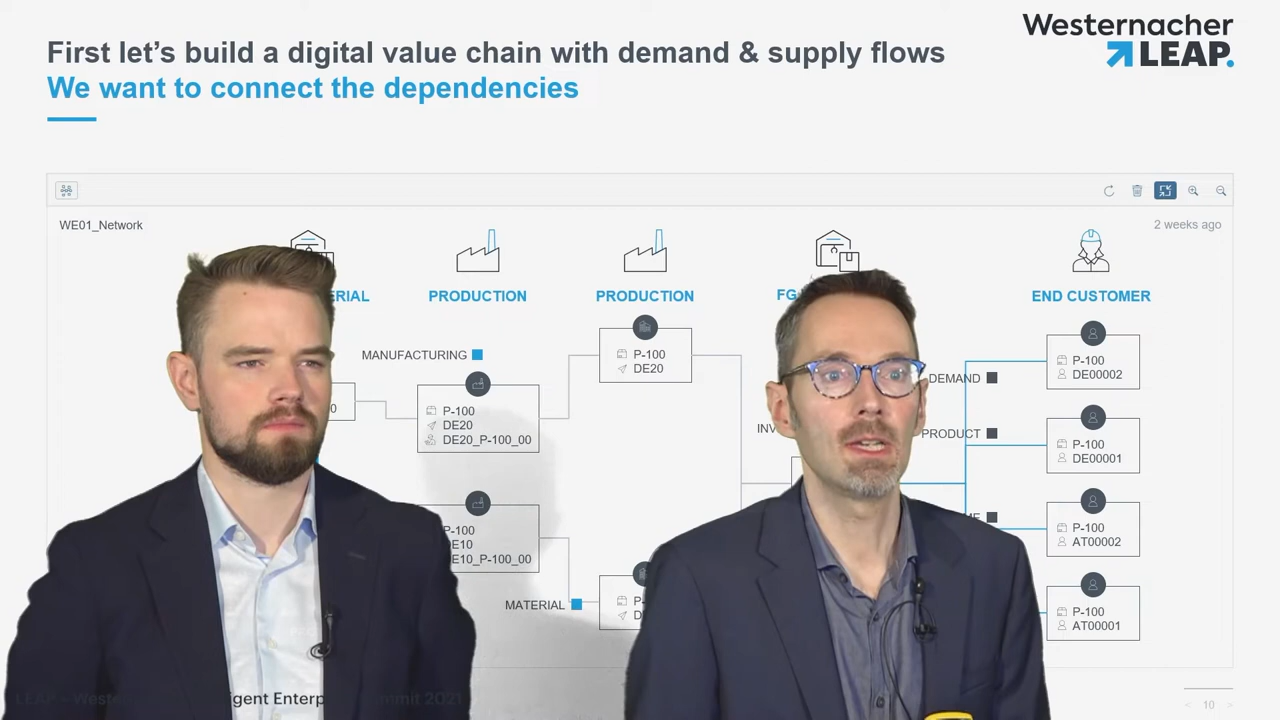 First let's build a digital value chain with demand & supply flows
We want to connect the dependencies
Westernacher
LEAP.
WE01_Network
2 weeks ago
PRODUCTION
PRODUCTION
END CUSTOMER
MANUFACTURING
P-100
DE20
P-100
DE20
DE20_P-100_00
DEMAND
P-100
DE00002
PRODUCT
P-100
DE00001
P-100
AT00002
MATERIAL
P-100
AT00001
LEAP
10